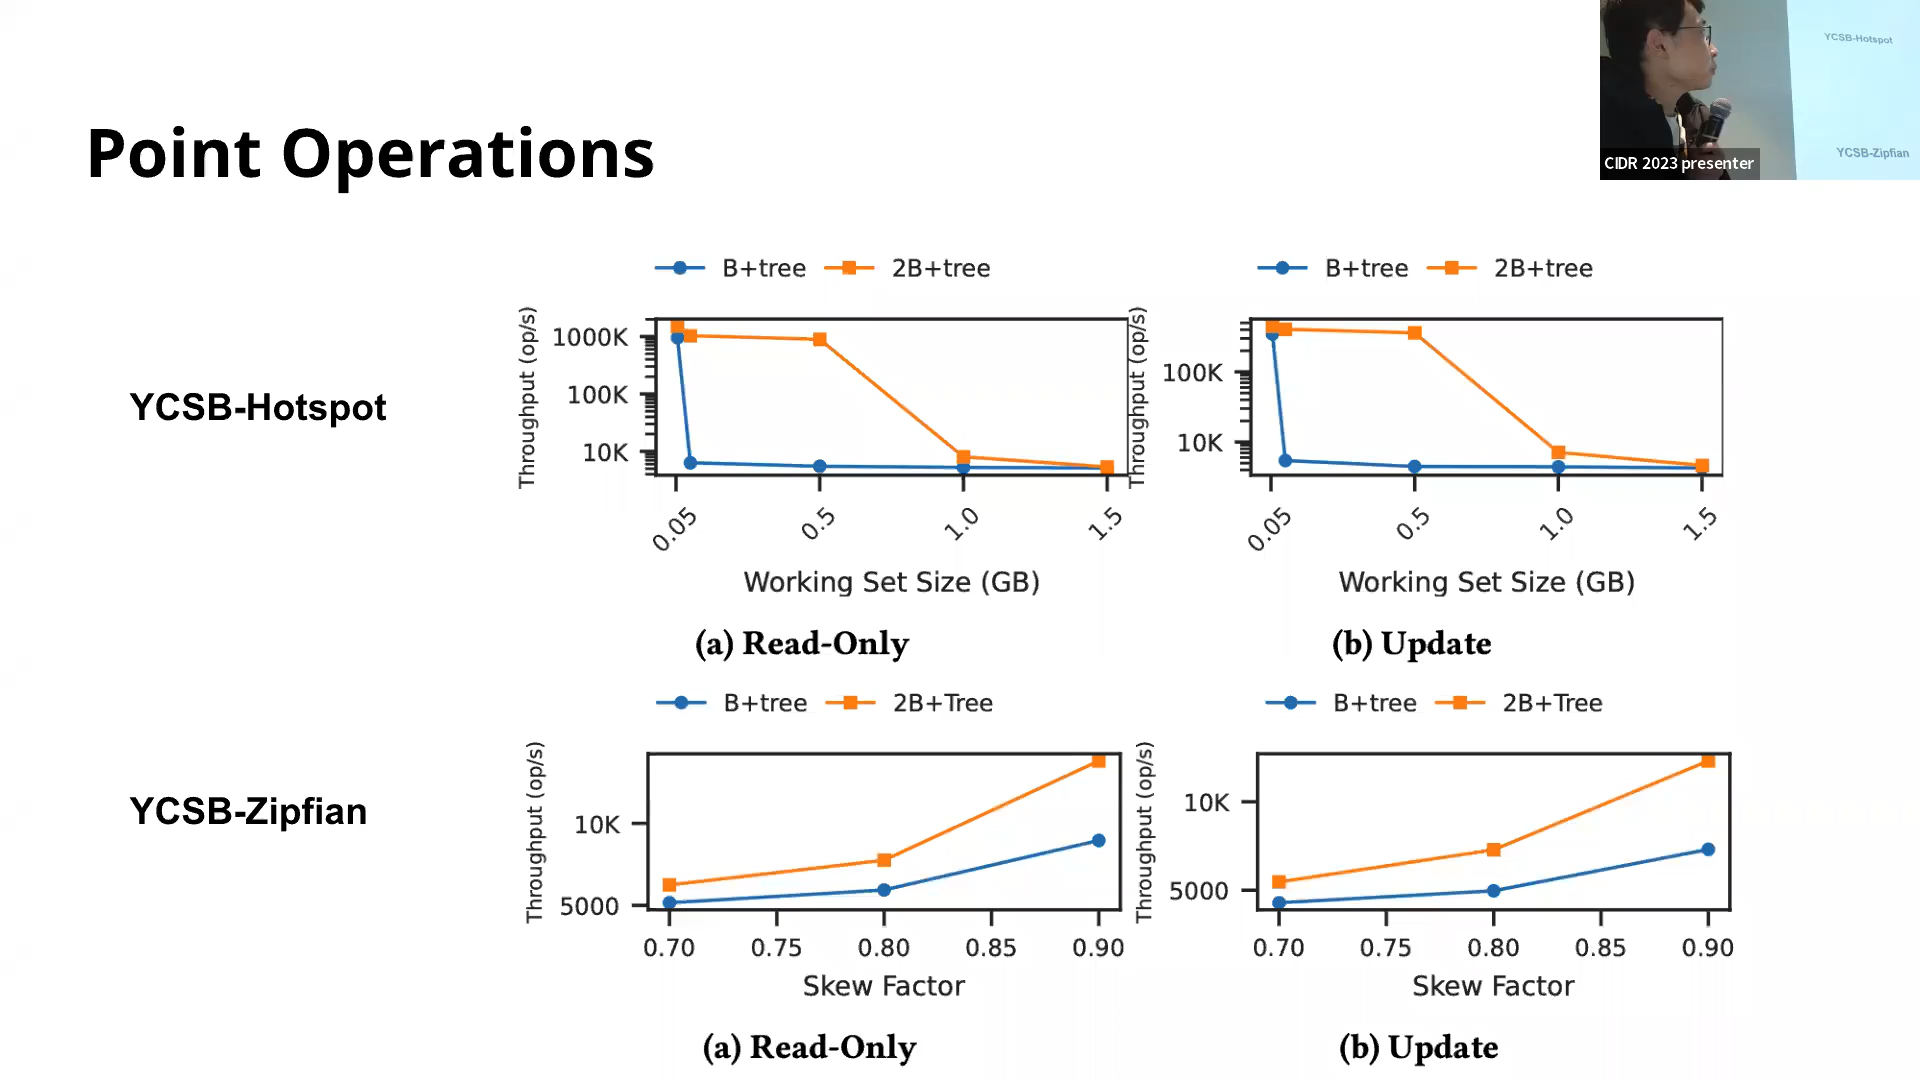 YCSB-Hotspot
YCSB-Zipfian
CIDR 2023 presenter
Point Operations
YCSB-Hotspot
B+tree 2B+tree
Throughput (op/s)
1000K
100K
10K
0.05 0.5 1.0 1.5
Working Set Size (GB)
(a) Read-Only
B+tree 2B+tree
Throughput (op/s)
100K
10K
0.05 0.5 1.0 1.5
Working Set Size (GB)
(b) Update
YCSB-Zipfian
B+tree 2B+Tree
Throughput (op/s)
10K
5000
0.70 0.75 0.80 0.85 0.90
Skew Factor
(a) Read-Only
B+tree 2B+Tree
Throughput (op/s)
10K
5000
0.70 0.75 0.80 0.85 0.90
Skew Factor
(b) Update